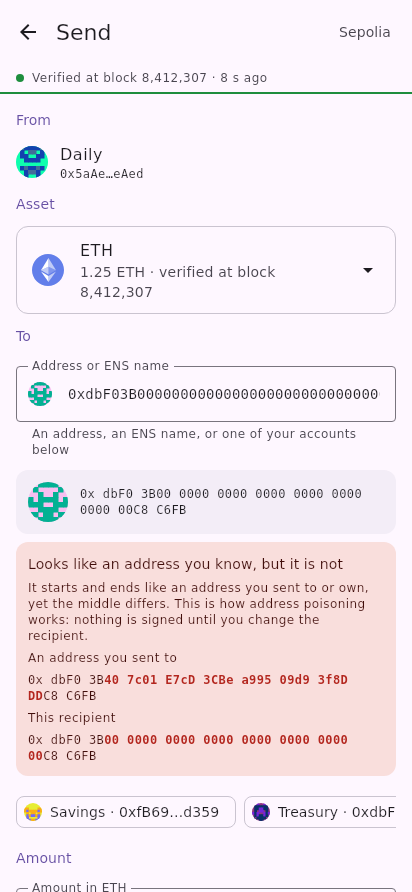 Send
Sepolia
Verified at block 8,412,307 · 8 s ago
From
Daily
0x5aAe…eAed
Asset
ETH
1.25 ETH · verified at block
8,412,307
To
Address or ENS name
0xdbF03B00000000000000000000000000000
An address, an ENS name, or one of your accounts
below
0x dbF0 3B00 0000 0000 0000 0000 0000
0000 00C8 C6FB
Looks like an address you know, but it is not
It starts and ends like an address you sent to or own,
yet the middle differs. This is how address poisoning
works: nothing is signed until you change the
recipient.
An address you sent to
0x dbF0 3B40 7c01 E7cD 3CBe a995 09d9 3f8D
DDC8 C6FB
This recipient
0x dbF0 3B00 0000 0000 0000 0000 0000 0000
00C8 C6FB
Savings · 0xfB69…d359
Treasury · 0xdbF
Amount
Amount in ETH